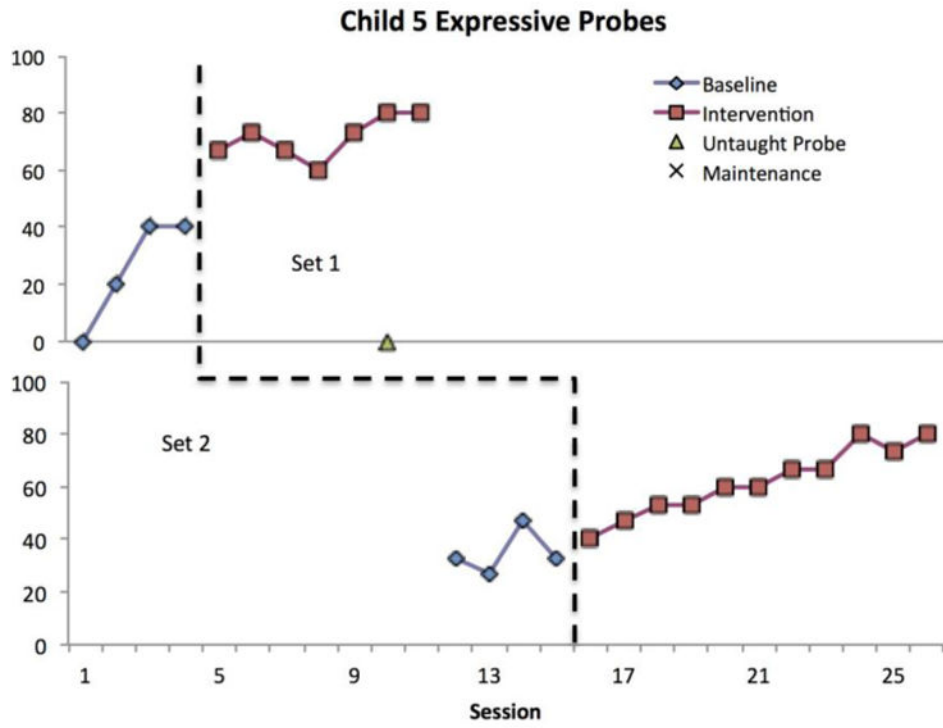 Child 5 Expressive Probes
100
80
60
40
20
0
Baseline
Intervention
Untaught Probe
Maintenance
Set 1
100
80
60
40
20
0
Set 2
1 5 9 13 17 21 25
Session